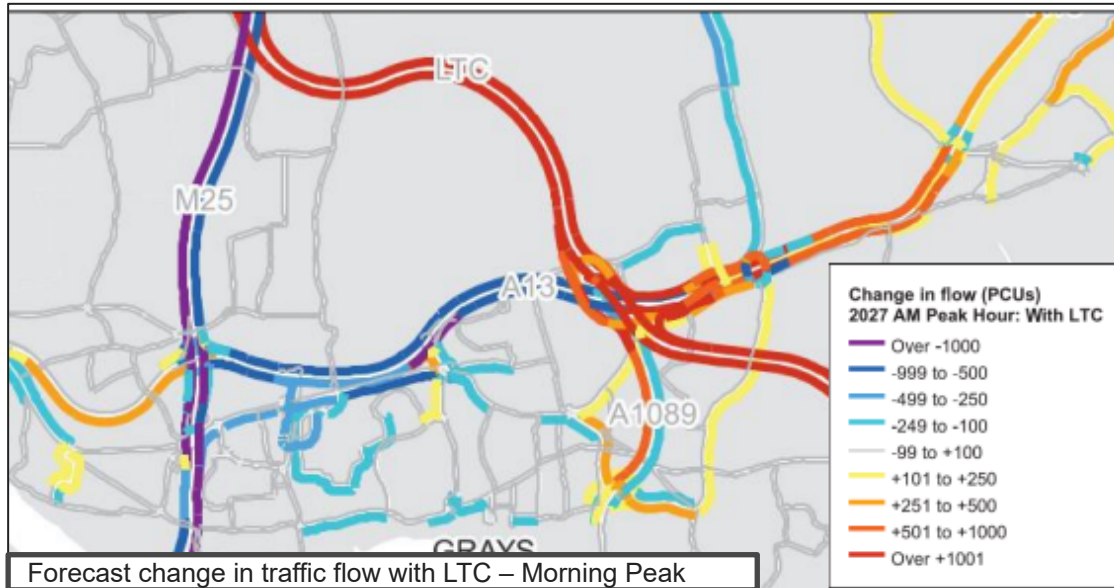 LTC
M25
A13
A1089
GRAYS
Change in flow (PCUs)
2027 AM Peak Hour: With LTC
Over -1000
-999 to -500
-499 to -250
-249 to -100
-99 to +100
+101 to +250
+251 to +500
+501 to +1000
Over +1001
Forecast change in traffic flow with LTC – Morning Peak